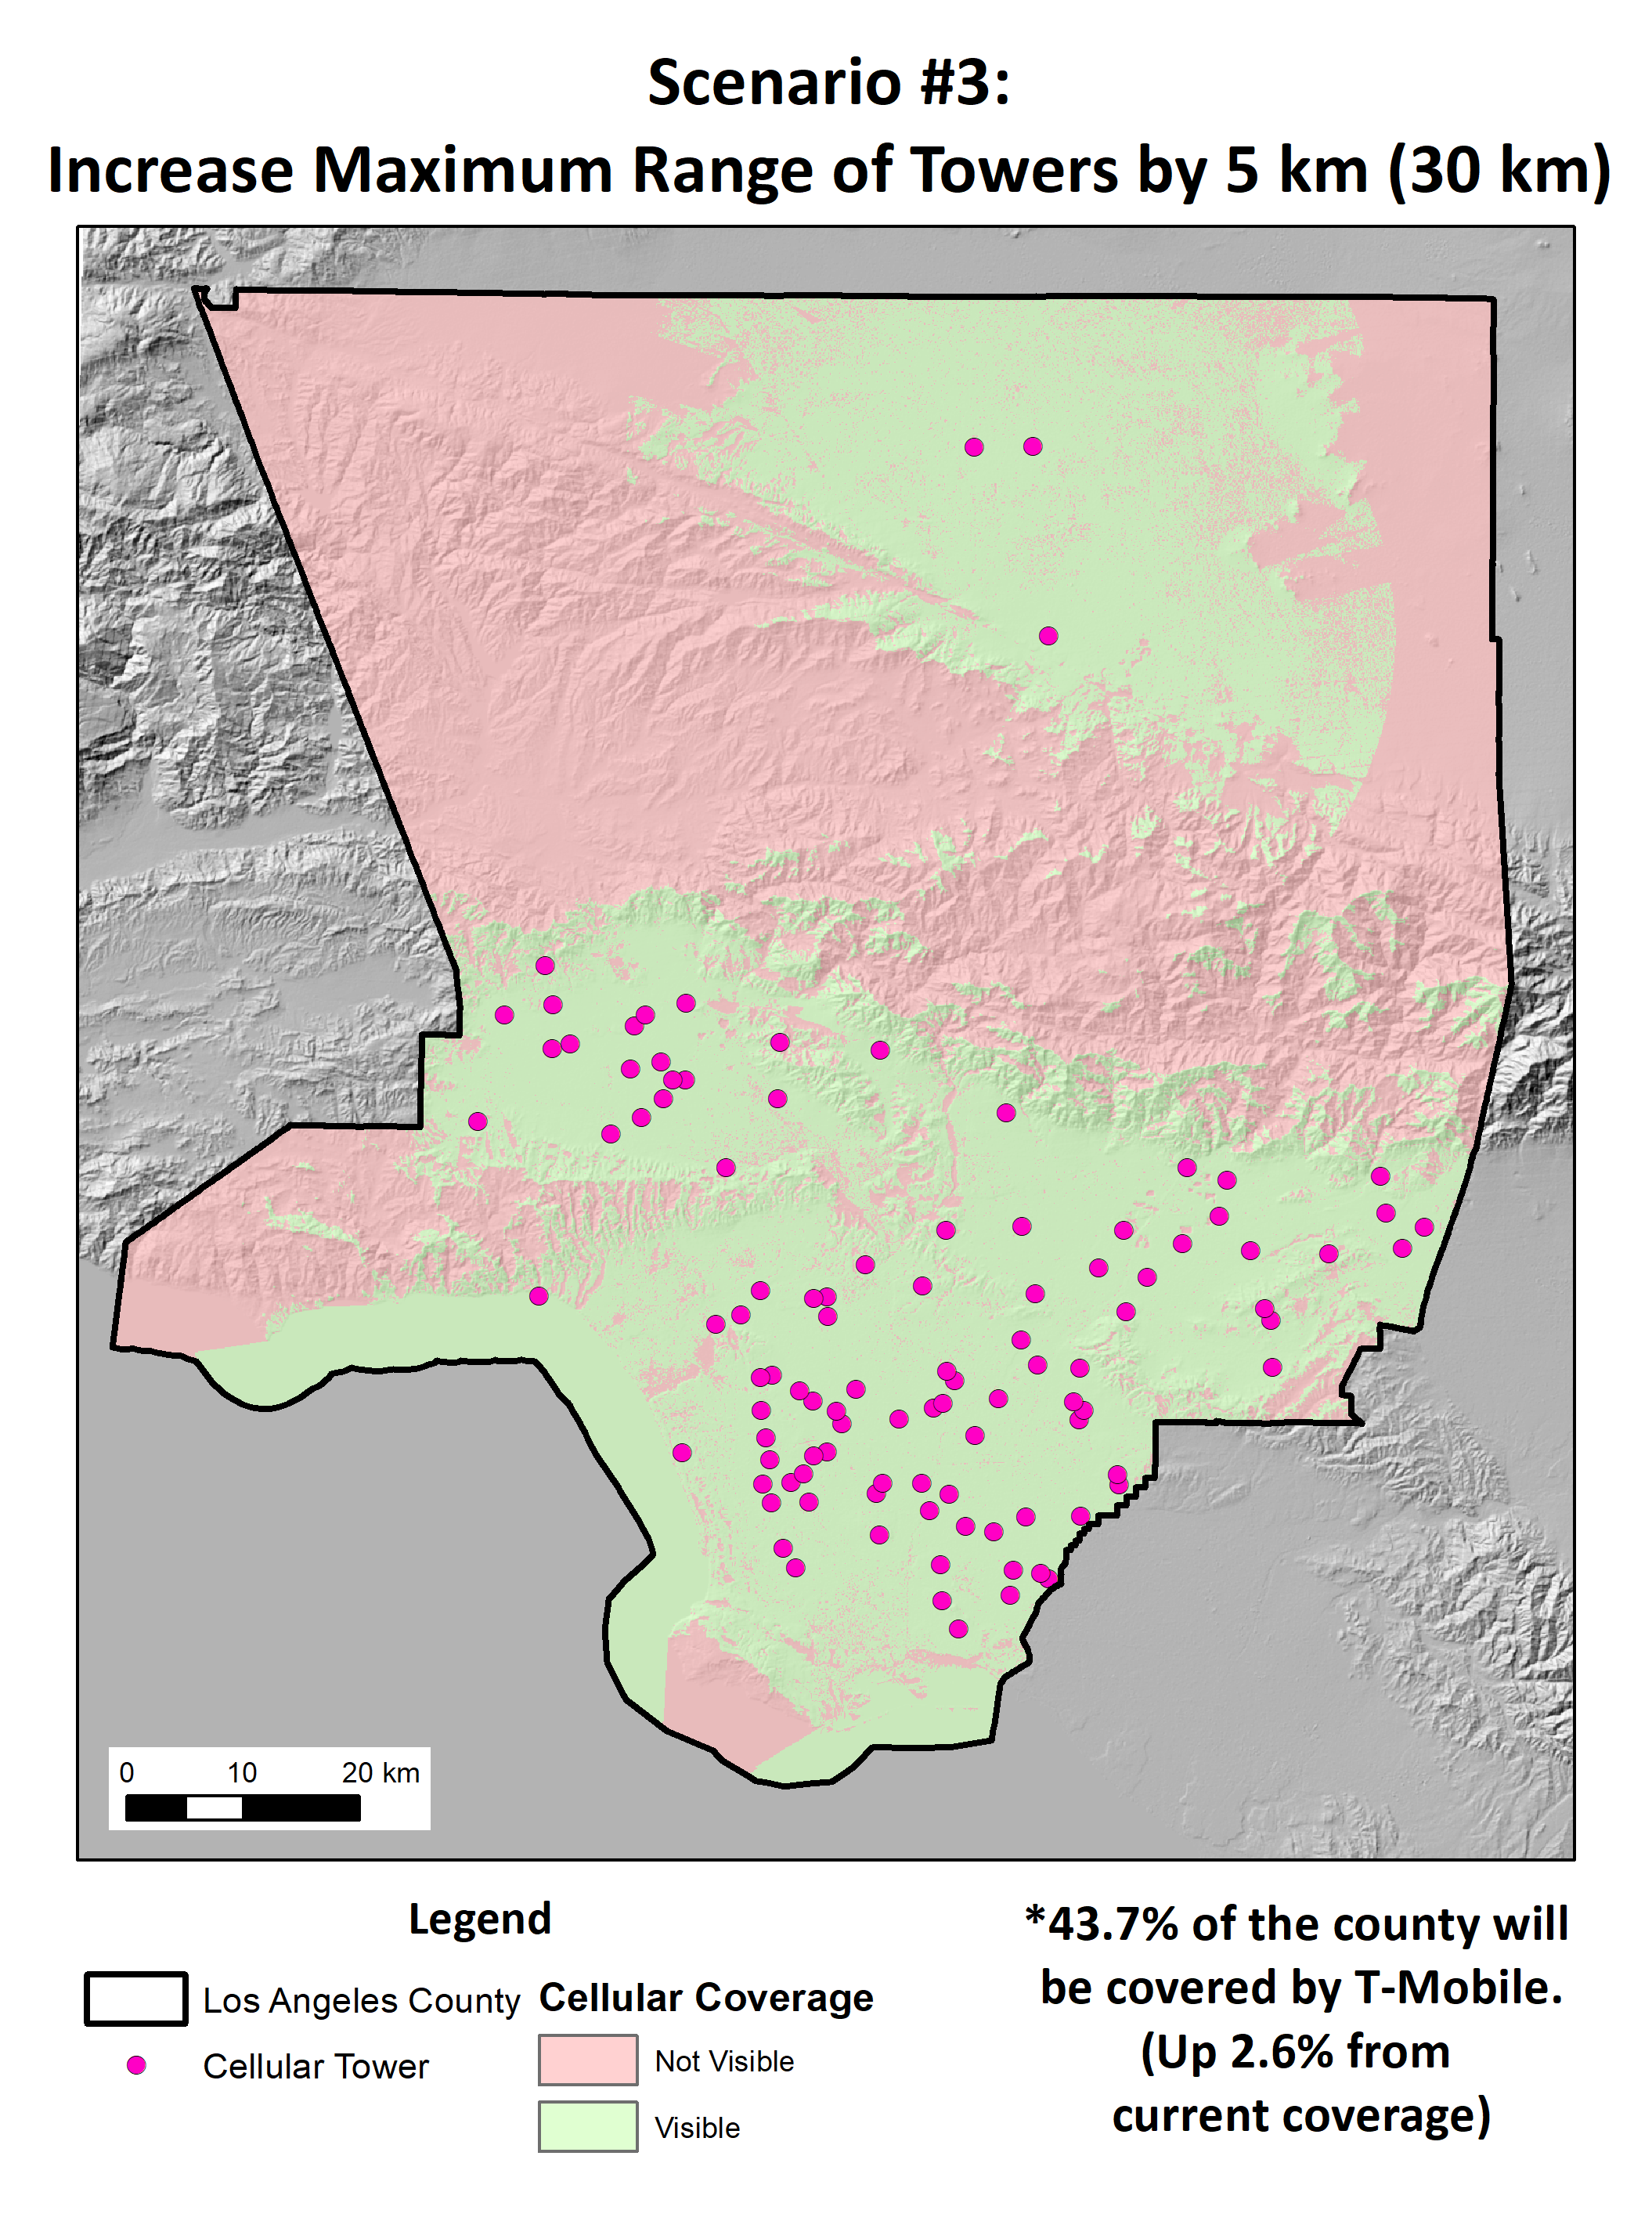 Scenario #3:
Increase Maximum Range of Towers by 5 km (30 km)
0 10 20 km
Legend
Los Angeles County
Cellular Tower
Cellular Coverage
Not Visible
Visible
*43.7% of the county will
be covered by T-Mobile.
(Up 2.6% from
current coverage)